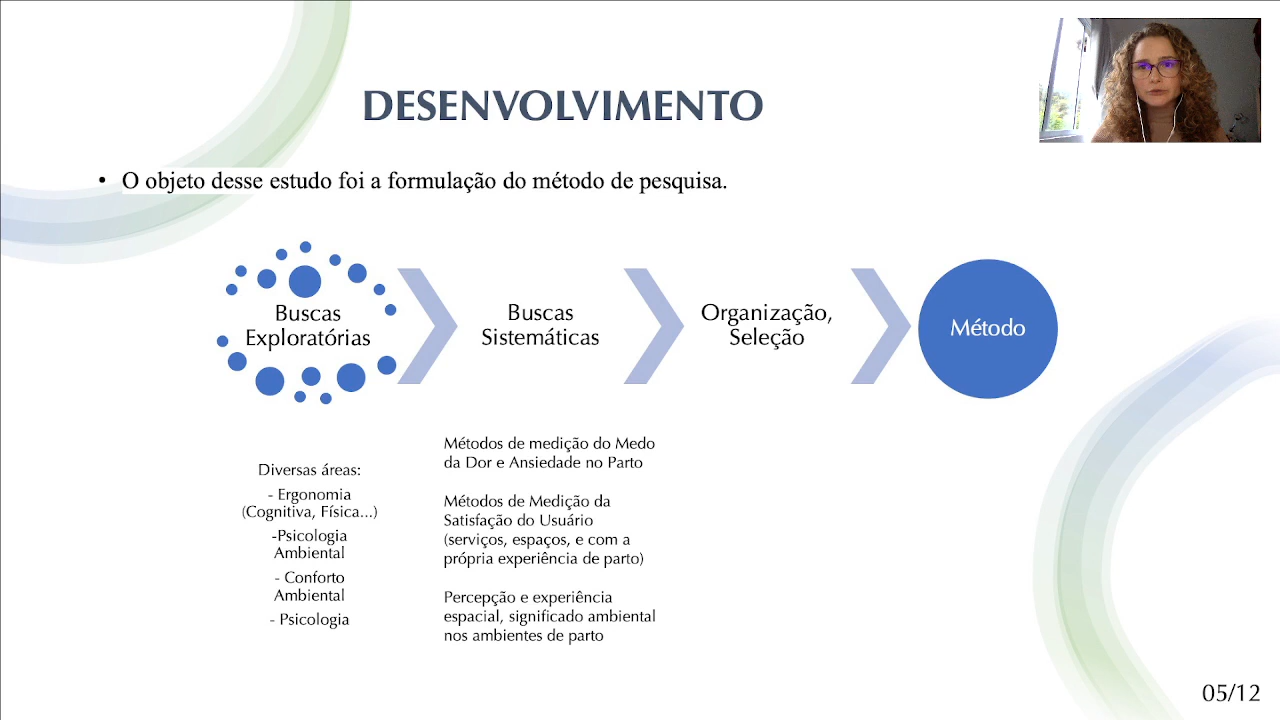 DESENVOLVIMENTO
• O objeto desse estudo foi a formulação do método de pesquisa.
Buscas
Exploratórias
Buscas
Sistemáticas
Organização,
Seleção
Método
Diversas áreas:
- Ergonomia
(Cognitiva, Física...)
-Psicologia
Ambiental
- Conforto
Ambiental
- Psicologia
Métodos de medição do Medo
da Dor e Ansiedade no Parto
Métodos de Medição da
Satisfação do Usuário
(serviços, espaços, e com a
própria experiência de parto)
Percepção e experiência
espacial, significado ambiental
nos ambientes de parto
05/12